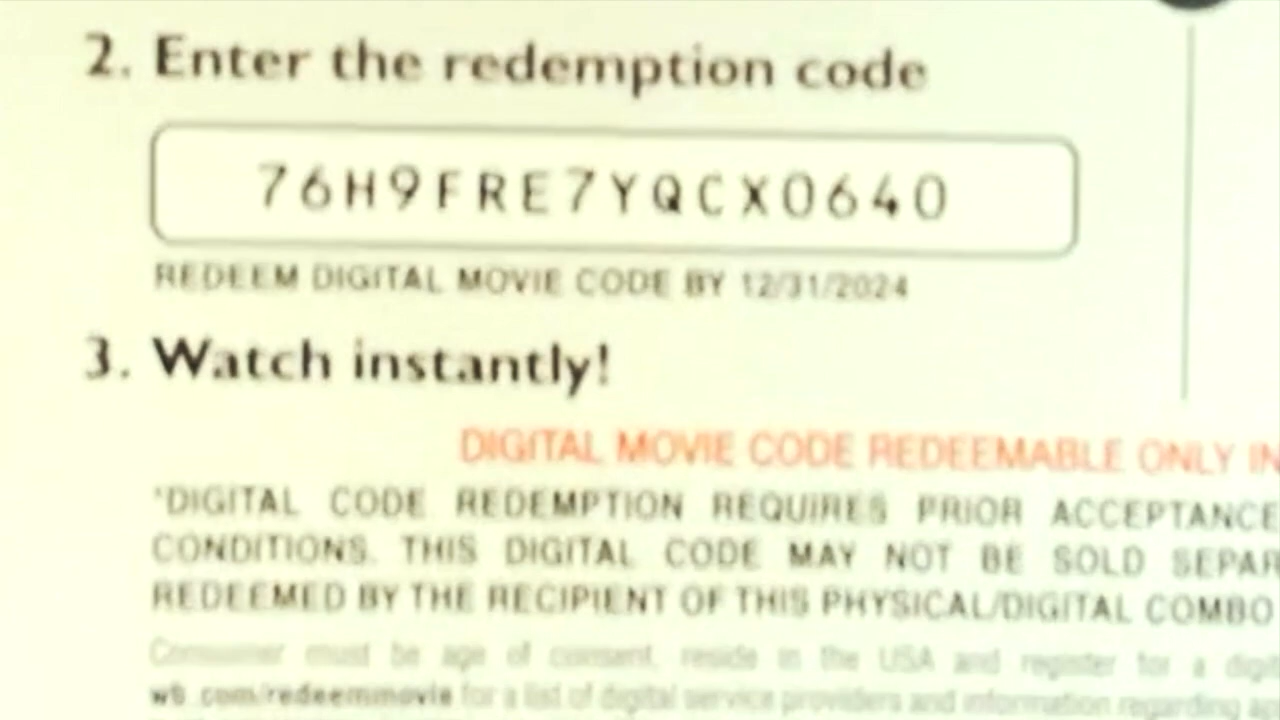 2. Enter the redemption code
76H9FRE7YQCX0640
REDEEM DIGITAL MOVIE CODE BY 12/31/2024
3. Watch instantly!
DIGITAL MOVIE CODE REDEEMABLE ONLY IN
*DIGITAL CODE REDEMPTION REQUIRES PRIOR ACCEPTANCE
CONDITIONS. THIS DIGITAL CODE MAY NOT BE SOLD SEPAR
REDEEMED BY THE RECIPIENT OF THIS PHYSICAL/DIGITAL COMBO
Consumer must be age of consent, reside in the USA and register for a digit
wb.com/redeemmovie for a list of digital service providers and information regarding